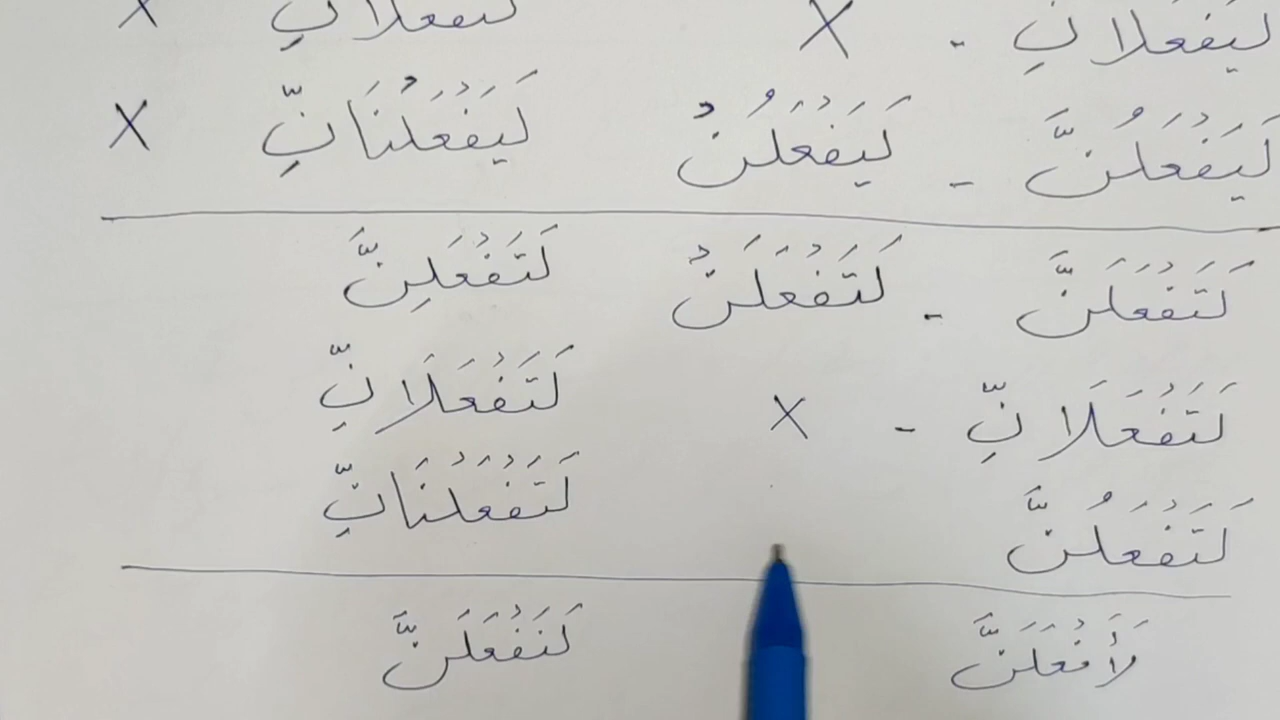 لَيَفْعَلَانِّ - X لَتَفْعَلَانِّ X
لَيَفْعَلُنَّ - لَيَفْعَلُنْ لَيَفْعَلْنَانِّ X
لَتَفْعَلَنَّ - لَتَفْعَلَنْ لَتَفْعَلِنَّ
لَتَفْعَلَانِّ - X لَتَفْعَلَانِّ
لَتَفْعَلُنَّ لَتَفْعَلْنَانِّ
لَأَفْعَلَنَّ لَنَفْعَلَنَّ